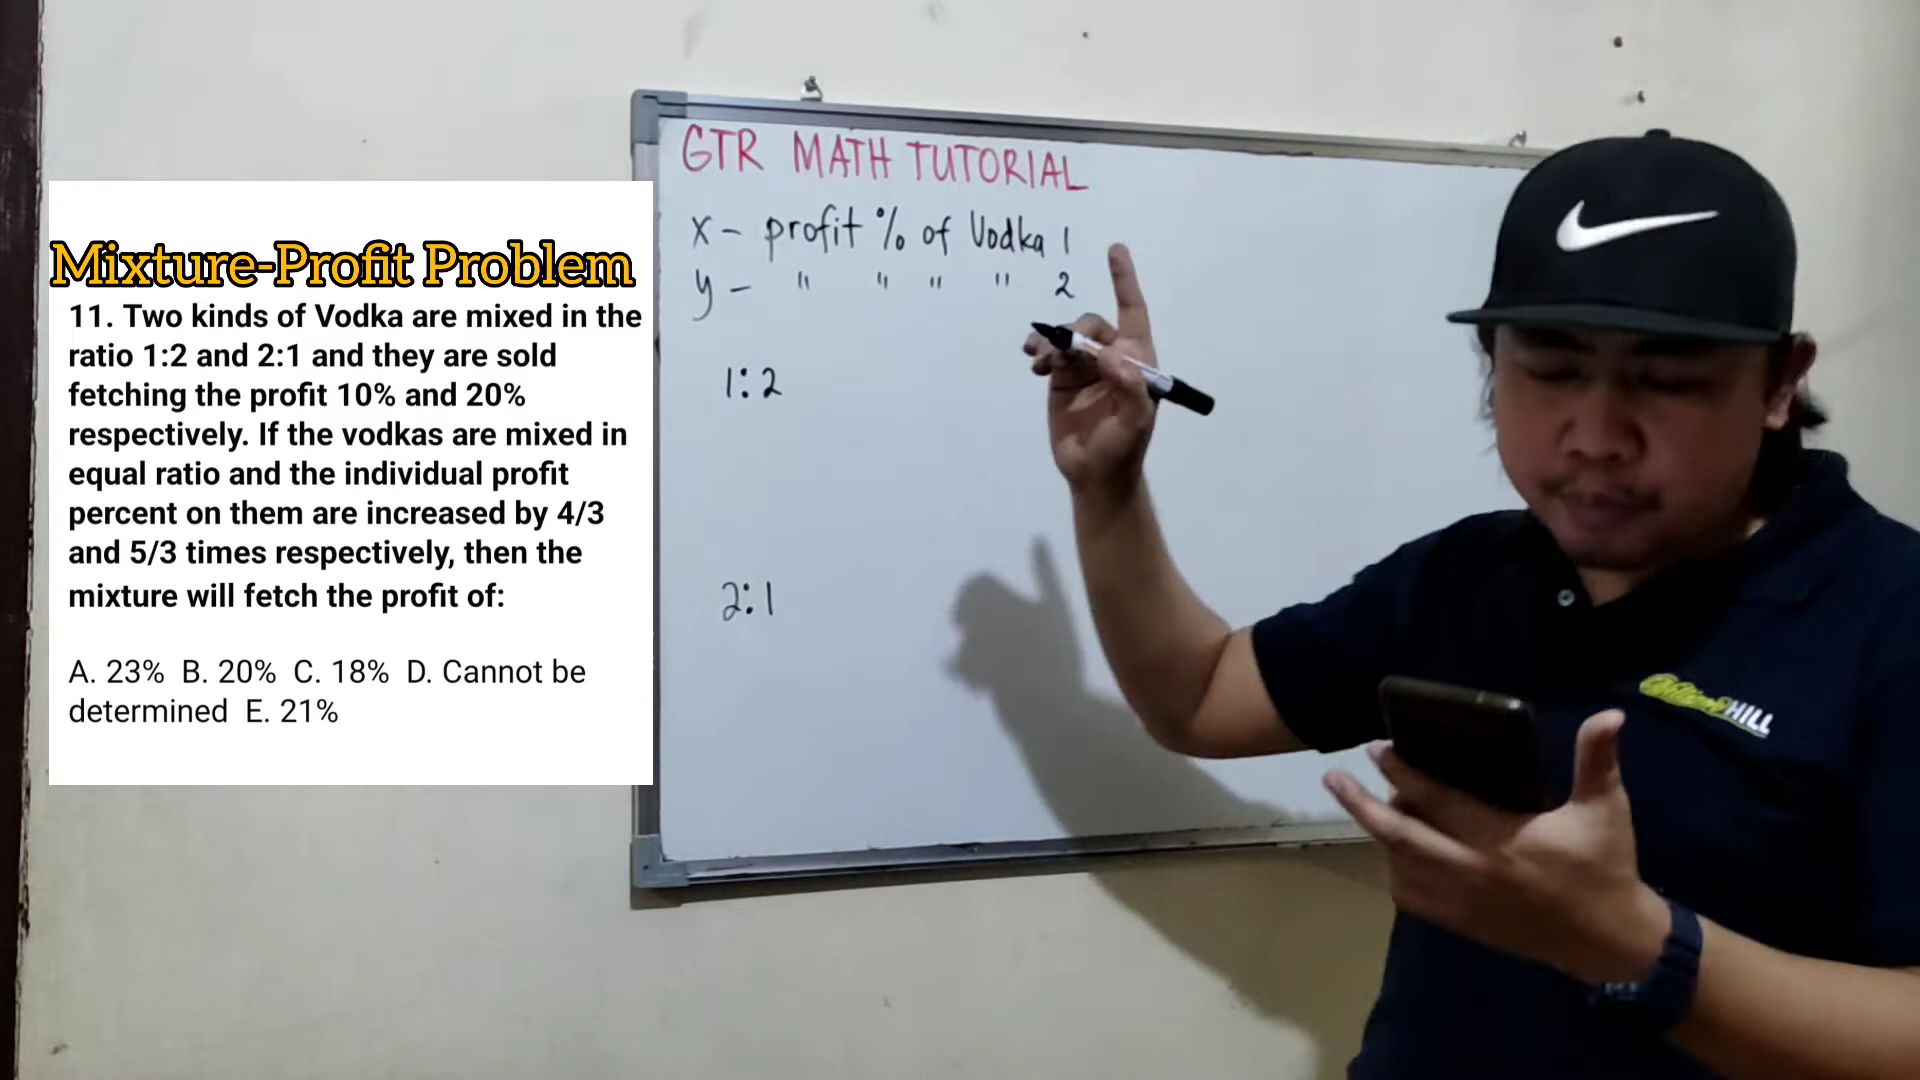 Mixture-Profit Problem
11. Two kinds of Vodka are mixed in the
ratio 1:2 and 2:1 and they are sold
fetching the profit 10% and 20%
respectively. If the vodkas are mixed in
equal ratio and the individual profit
percent on them are increased by 4/3
and 5/3 times respectively, then the
mixture will fetch the profit of:
A. 23% B. 20% C. 18% D. Cannot be
determined E. 21%
GTR MATH TUTORIAL
x - profit % of Vodka 1
y - " " " " 2
1:2
2:1
HILL